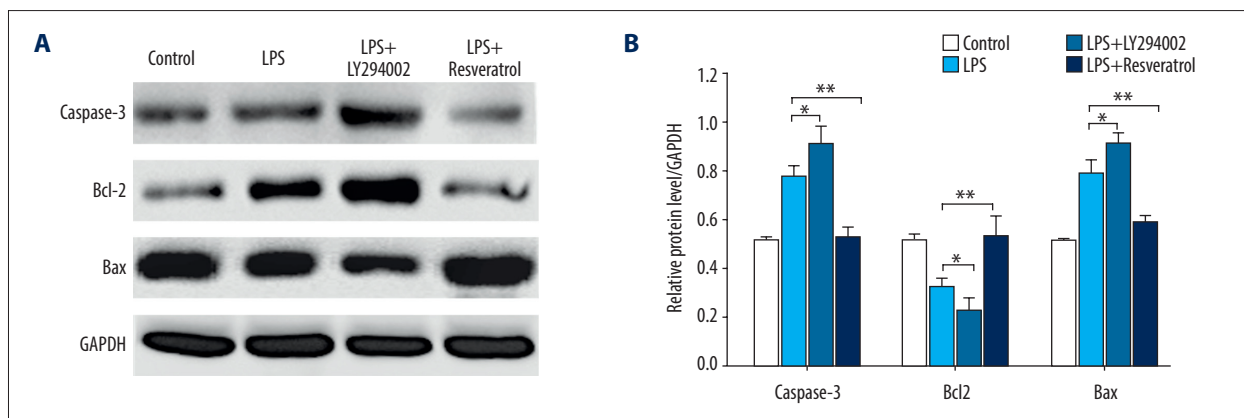 A
Control
LPS
LPS+
LY294002
LPS+
Resveratrol
Caspase-3
Bcl-2
Bax
GAPDH
B
Control
LPS
LPS+LY294002
LPS+Resveratrol
Relative protein level/GAPDH
1.2
1.0
0.8
0.6
0.4
0.2
0.0
**
*
**
*
**
*
Caspase-3
Bcl2
Bax